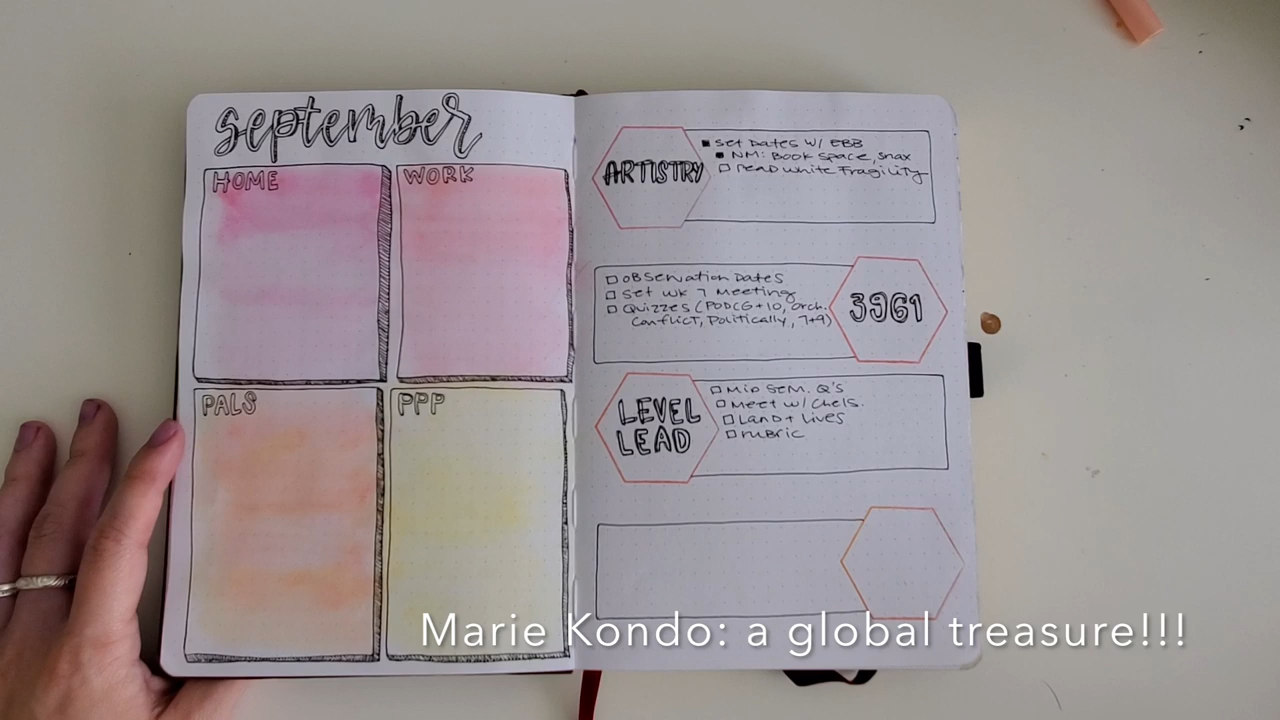 september
HOME
WORK
PALS
PPP
ARTISTRY
SET DATES W/ EBB
NM: BOOK SPACE, SNAX
READ WHITE FRAGILITY
OBSERVATION DATES
SET WK 7 MEETING
QUIZZES (PODCG+10, ORCH.
CONFLICT, POLITICALLY, 7+9)
3961
LEVEL
LEAD
MID SEM. Q'S
MEET W/ CHELS.
LAND + LIVES
RUBRIC
Marie Kondo: a global treasure!!!